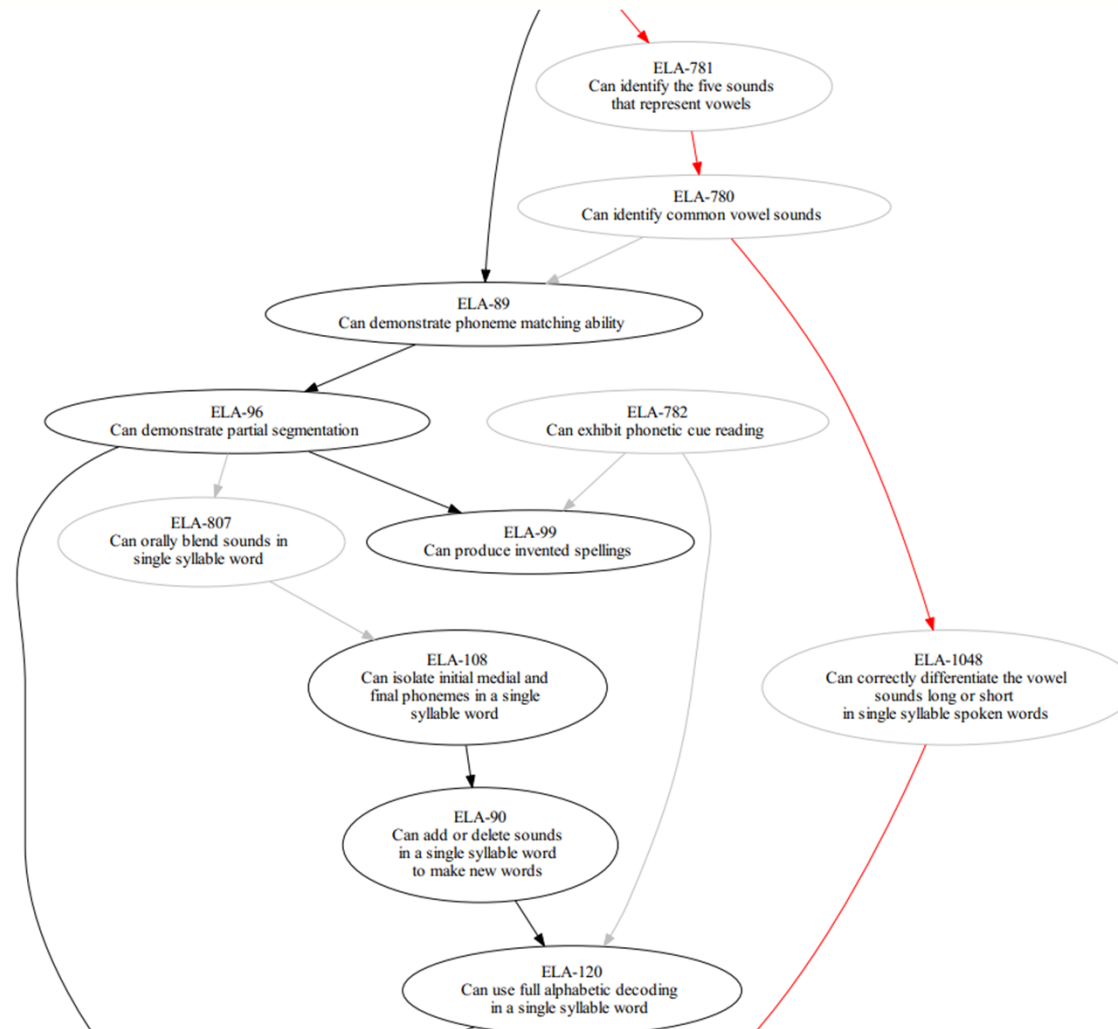 ELA-781
Can identify the five sounds
that represent vowels
ELA-780
Can identify common vowel sounds
ELA-89
Can demonstrate phoneme matching ability
ELA-96
Can demonstrate partial segmentation
ELA-782
Can exhibit phonetic cue reading
ELA-807
Can orally blend sounds in
single syllable word
ELA-99
Can produce invented spellings
ELA-108
Can isolate initial medial and
final phonemes in a single
syllable word
ELA-1048
Can correctly differentiate the vowel
sounds long or short
in single syllable spoken words
ELA-90
Can add or delete sounds
in a single syllable word
to make new words
ELA-120
Can use full alphabetic decoding
in a single syllable word